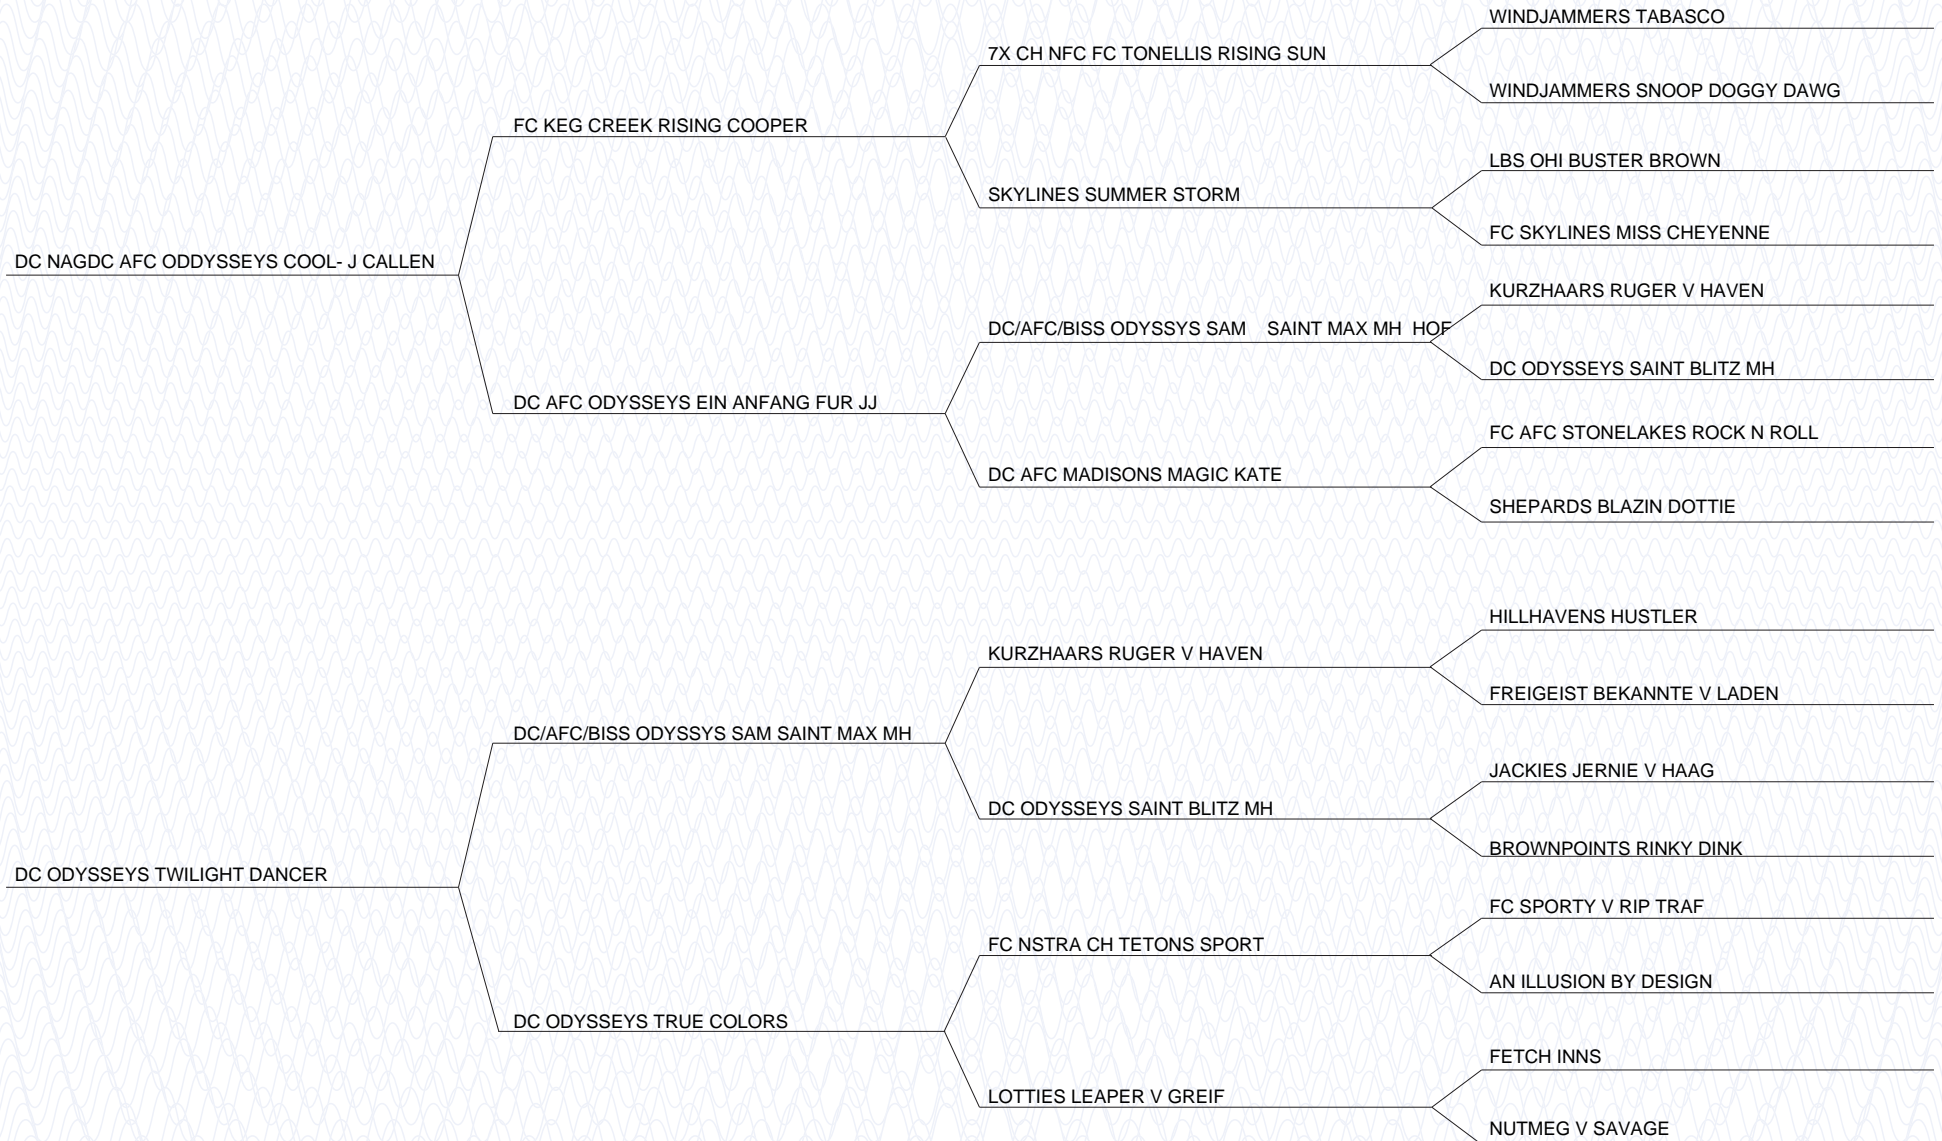 WINDJAMMERS TABASCO
7X CH NFC FC TONELLIS RISING SUN
WINDJAMMERS SNOOP DOGGY DAWG
FC KEG CREEK RISING COOPER
LBS OHI BUSTER BROWN
SKYLINES SUMMER STORM
FC SKYLINES MISS CHEYENNE
DC NAGDC AFC ODDYSSEYS COOL- J CALLEN
KURZHAARS RUGER V HAVEN
DC/AFC/BISS ODYSSYS SAM    SAINT MAX MH  HOF
DC ODYSSEYS SAINT BLITZ MH
DC AFC ODYSSEYS EIN ANFANG FUR JJ
FC AFC STONELAKES ROCK N ROLL
DC AFC MADISONS MAGIC KATE
SHEPARDS BLAZIN DOTTIE
HILLHAVENS HUSTLER
KURZHAARS RUGER V HAVEN
FREIGEIST BEKANNTE V LADEN
DC/AFC/BISS ODYSSYS SAM SAINT MAX MH
JACKIES JERNIE V HAAG
DC ODYSSEYS SAINT BLITZ MH
BROWNPOINTS RINKY DINK
DC ODYSSEYS TWILIGHT DANCER
FC SPORTY V RIP TRAF
FC NSTRA CH TETONS SPORT
AN ILLUSION BY DESIGN
DC ODYSSEYS TRUE COLORS
FETCH INNS
LOTTIES LEAPER V GREIF
NUTMEG V SAVAGE